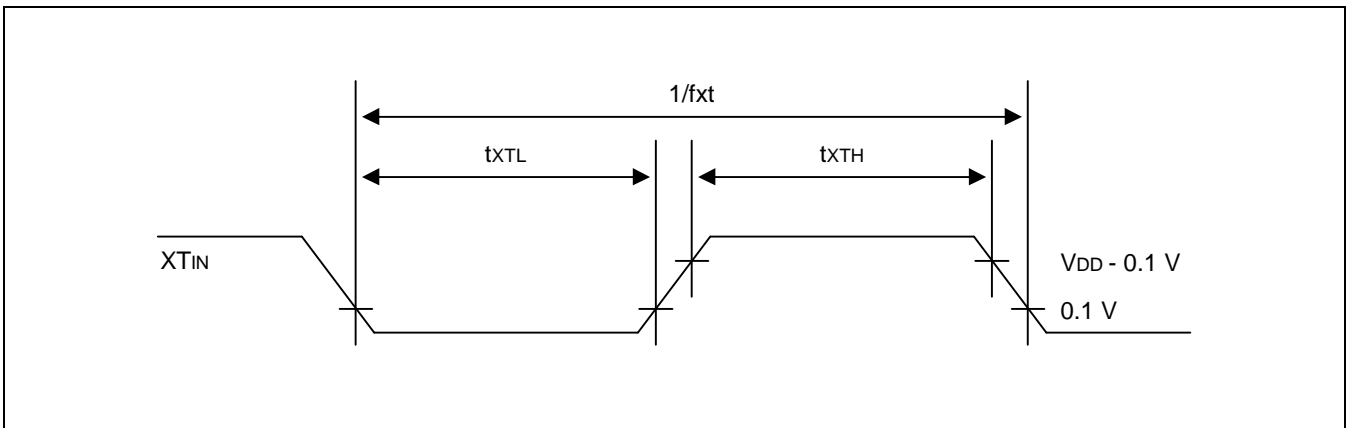 1/fxt
tXTL
tXTH
XTIN
VDD - 0.1 V
0.1 V